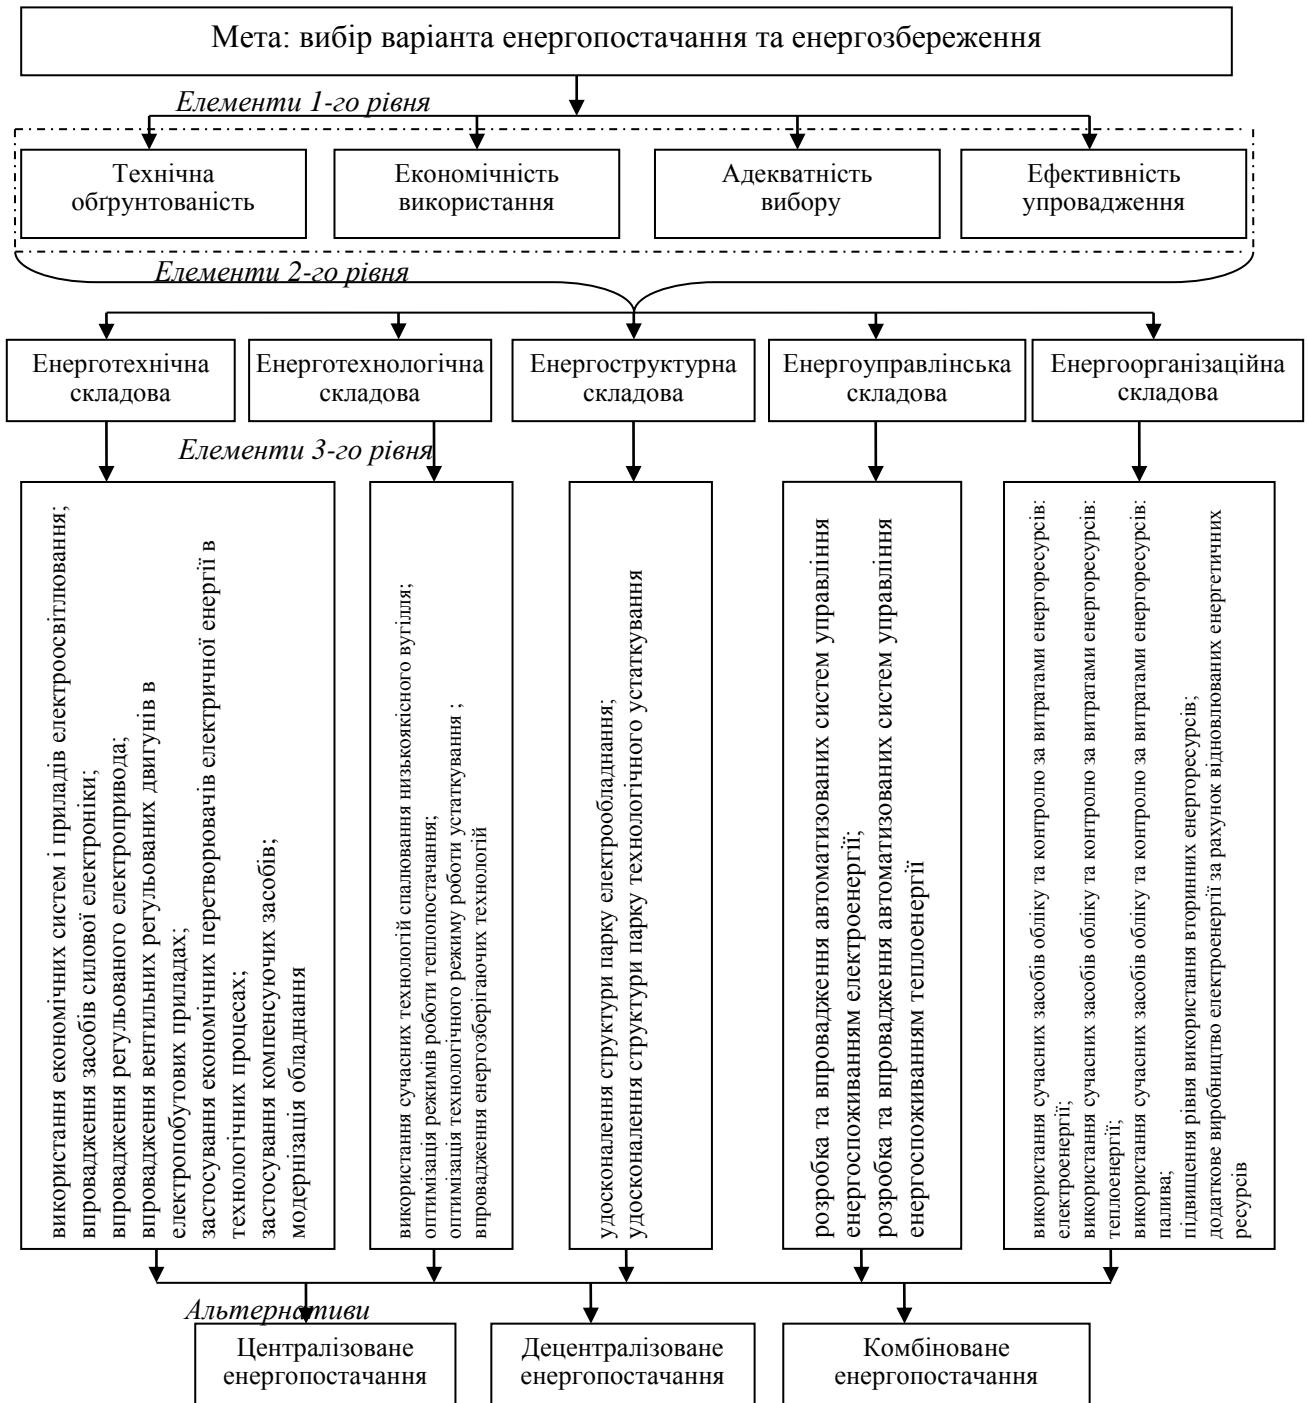 Мета: вибір варіанта енергопостачання та енергозбереження
Елементи 1-го рівня
Технічна
обґрунтованість
Економічність
використання
Адекватність
вибору
Ефективність
упровадження
Елементи 2-го рівня
Енерготехнічна
складова
Енерготехнологічна
складова
Енергоструктурна
складова
Енергоуправлінська
складова
Енергоорганізаційна
складова
Елементи 3-го рівня
використання економічних систем і приладів електроосвітлювання;
впровадження засобів силової електроніки;
впровадження регульованого електропривода;
впровадження вентильних регульованих двигунів в
електропобутових приладах;
застосування економічних перетворювачів електричної енергії в
технологічних процесах;
застосування компенсуючих засобів;
модернізація обладнання
використання сучасних технологій спалювання низькоякісного вугілля;
оптимізація режимів роботи теплопостачання;
оптимізація технологічного режиму роботи устаткування ;
впровадження енергозберігаючих технологій
удосконалення структури парку електрообладнання;
удосконалення структури парку технологічного устаткування
розробка та впровадження автоматизованих систем управління
енергоспоживанням електроенергії;
розробка та впровадження автоматизованих систем управління
енергоспоживанням теплоенергії
використання сучасних засобів обліку та контролю за витратами енергоресурсів:
електроенергії;
використання сучасних засобів обліку та контролю за витратами енергоресурсів:
теплоенергії;
використання сучасних засобів обліку та контролю за витратами енергоресурсів:
палива;
підвищення рівня використання вторинних енергоресурсів;
додаткове виробництво електроенергії за рахунок відновлюваних енергетичних
ресурсів
Альтернативи
Централізоване
енергопостачання
Децентралізоване
енергопостачання
Комбіноване
енергопостачання